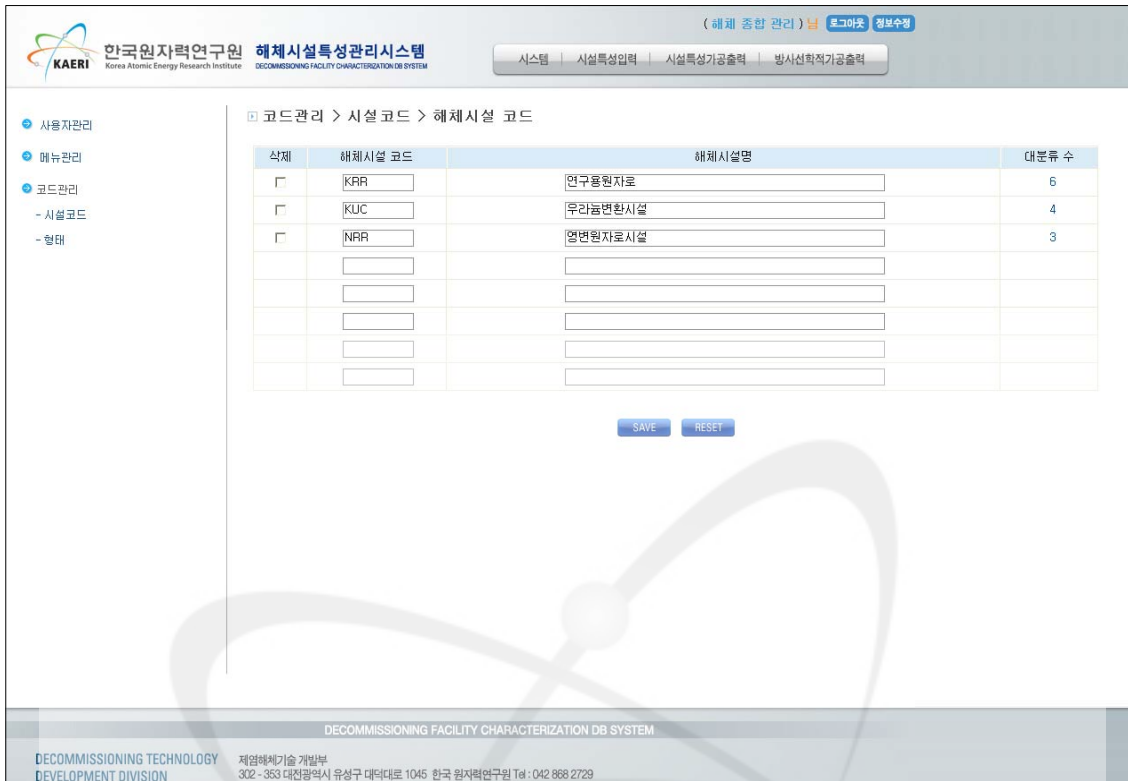 ( 해체 종합 관리 ) 님 로그아웃 정보수정
KAERI 한국원자력연구원 해체시설특성관리시스템
Korea Atomic Energy Research Institute DECOMMISSIONING FACILITY CHARACTERIZATION DB SYSTEM
시스템 | 시설특성입력 | 시설특성가공출력 | 방사선학적가공출력
사용자관리
메뉴관리
코드관리
- 시설코드
- 형태
코드관리 > 시설코드 > 해체시설 코드
삭제 해체시설 코드 해체시설명 대분류 수
KRR 연구용원자로 6
KUC 우라늄변환시설 4
NRR 영변원자로시설 3
SAVE RESET
DECOMMISSIONING FACILITY CHARACTERIZATION DB SYSTEM
DECOMMISSIONING TECHNOLOGY 제염해체기술 개발부
DEVELOPMENT DIVISION 302 - 353 대전광역시 유성구 대덕대로 1045 한국 원자력연구원 Tel : 042 868 2729